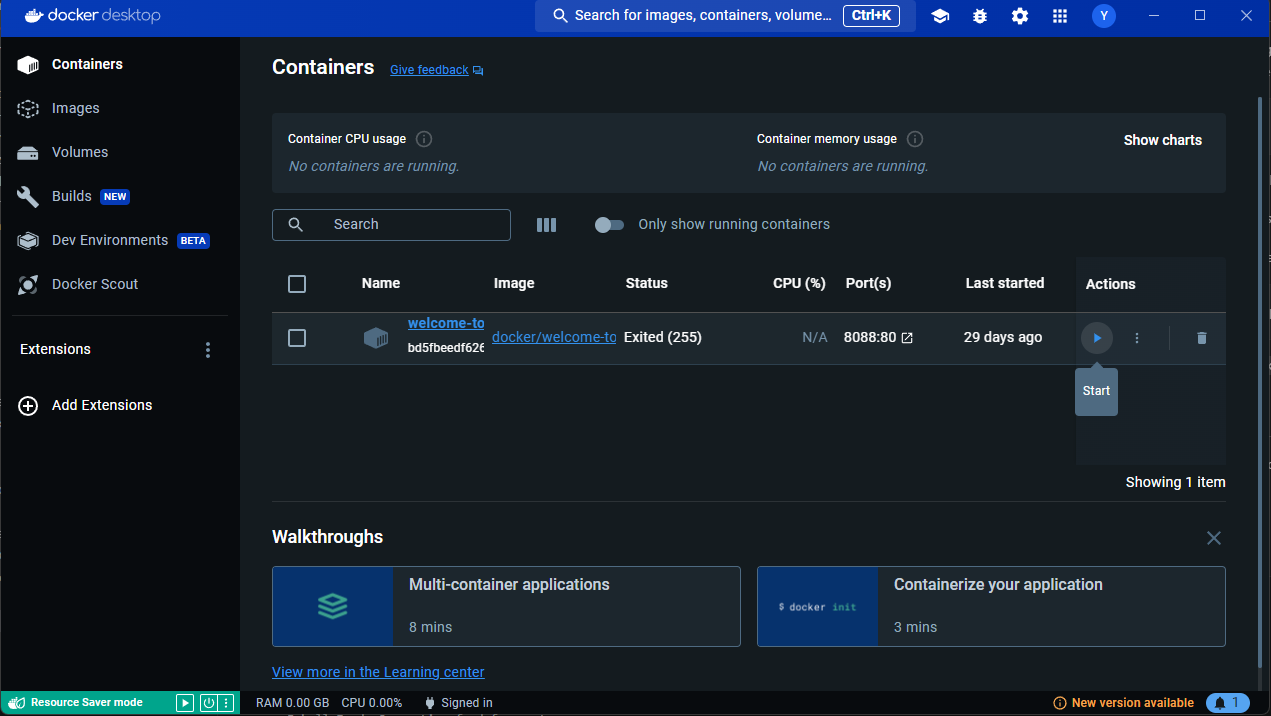 docker desktop
Search for images, containers, volume... Ctrl+K
Y
Containers
Images
Volumes
Builds NEW
Dev Environments BETA
Docker Scout
Extensions
Add Extensions
Containers Give feedback
Container CPU usage
No containers are running.
Container memory usage
No containers are running.
Show charts
Search
Only show running containers
Name Image Status CPU (%) Port(s) Last started Actions
welcome-to
bd5fbeedf626
docker/welcome-to Exited (255) N/A 8088:80 29 days ago
Start
Showing 1 item
Walkthroughs
Multi-container applications
8 mins
$ docker init
Containerize your application
3 mins
View more in the Learning center
Resource Saver mode
RAM 0.00 GB CPU 0.00% Signed in
New version available 1